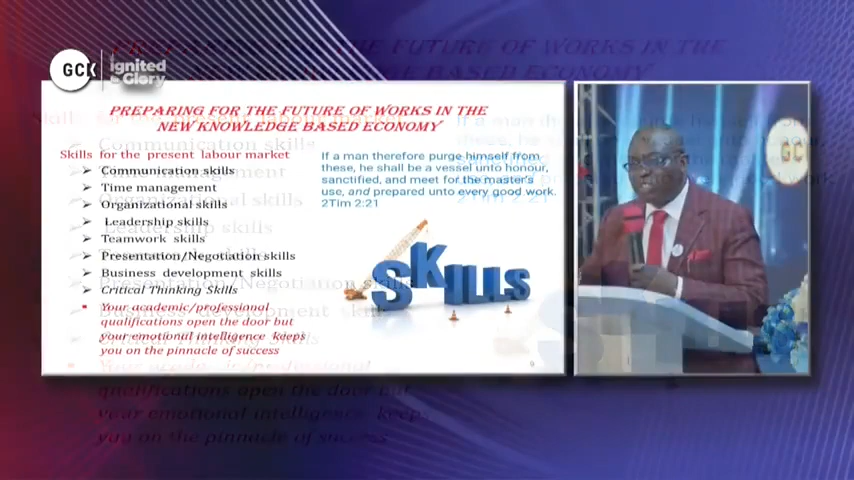 GCK
ignited
to Glory
PREPARING FOR THE FUTURE OF WORKS IN THE
NEW KNOWLEDGE BASED ECONOMY
Skills for the present labour market
➢ Communication skills
➢ Time management
➢ Organizational skills
➢ Leadership skills
➢ Teamwork skills
➢ Presentation/Negotiation skills
➢ Business development skills
➢ Critical Thinking Skills
▪ Your academic/professional
qualifications open the door but
your emotional intelligence keeps
you on the pinnacle of success
If a man therefore purge himself from
these, he shall be a vessel unto honour,
sanctified, and meet for the master's
use, and prepared unto every good work.
2Tim 2:21
SKILLS
9
GC